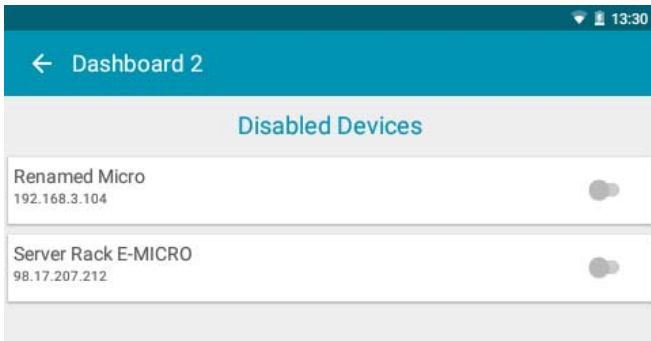 13:30
Dashboard 2
Disabled Devices
Renamed Micro
192.168.3.104
Server Rack E-MICRO
98.17.207.212